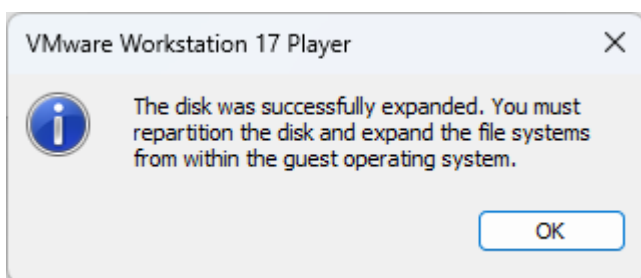 VMware Workstation 17 Player
The disk was successfully expanded. You must
repartition the disk and expand the file systems
from within the guest operating system.
OK